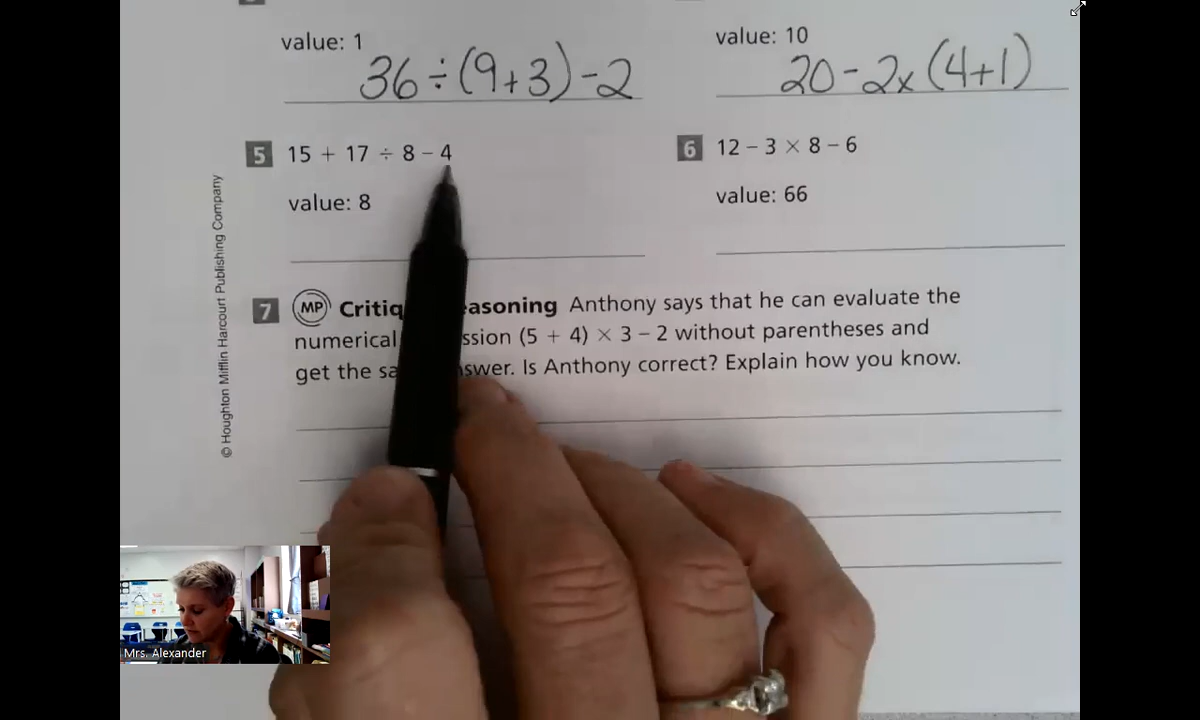 value: 1
36 ÷ (9+3) - 2
value: 10
20 - 2x (4+1)
5 15 + 17 ÷ 8 – 4
value: 8
6 12 – 3 × 8 – 6
value: 66
7 MP Critiq easoning Anthony says that he can evaluate the
numerical ssion (5 + 4) × 3 – 2 without parentheses and
get the sa swer. Is Anthony correct? Explain how you know.
© Houghton Mifflin Harcourt Publishing Company
Mrs. Alexander